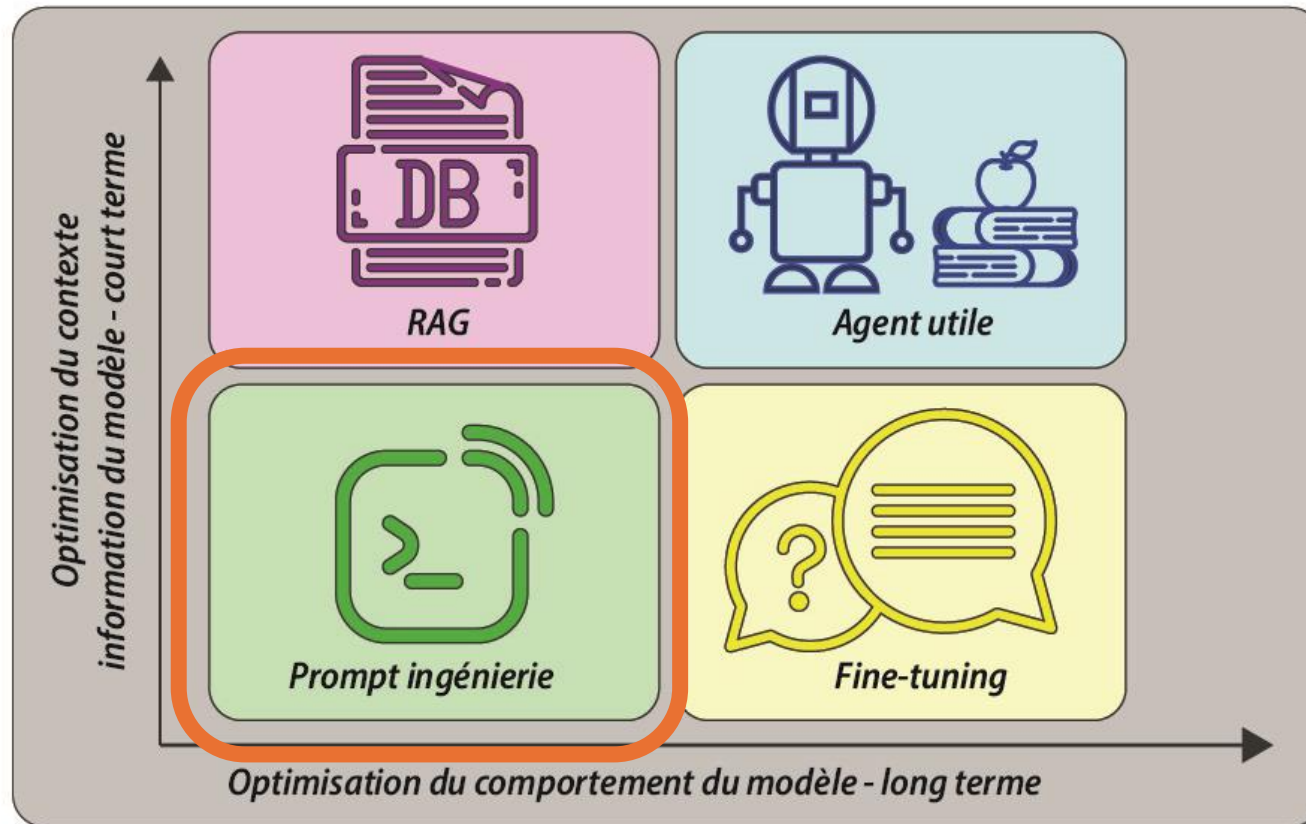 Optimisation du contexte
information du modèle - court terme
DB
RAG
Agent utile
?
Prompt ingénierie
Fine-tuning
Optimisation du comportement du modèle - long terme